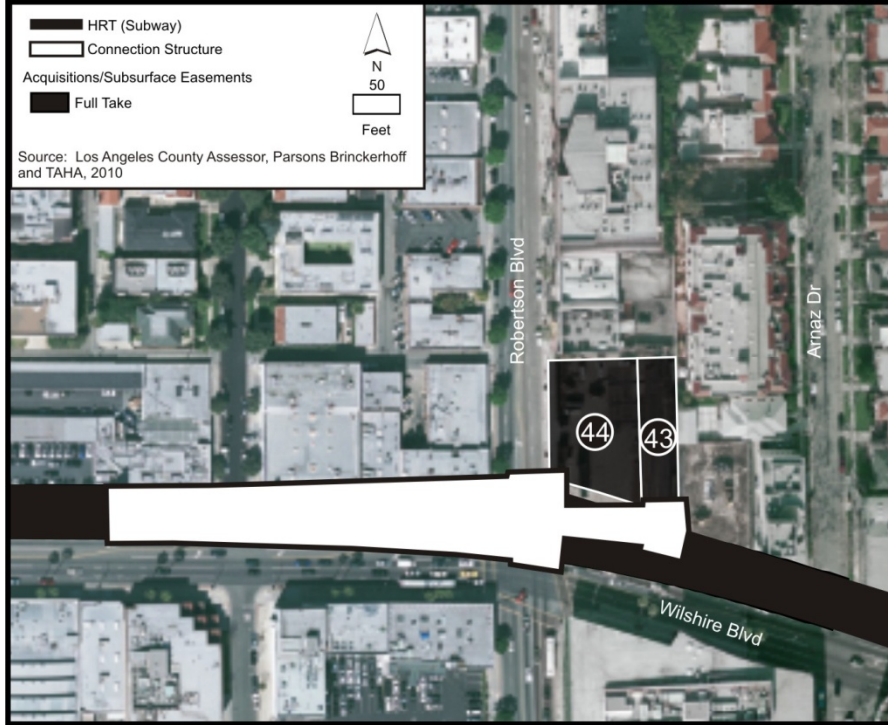 HRT (Subway)
Connection Structure
Acquisitions/Subsurface Easements
Full Take
N
50
Feet
Source: Los Angeles County Assessor, Parsons Brinckerhoff
and TAHA, 2010
Robertson Blvd
Arnaz Dr
44
43
Wilshire Blvd